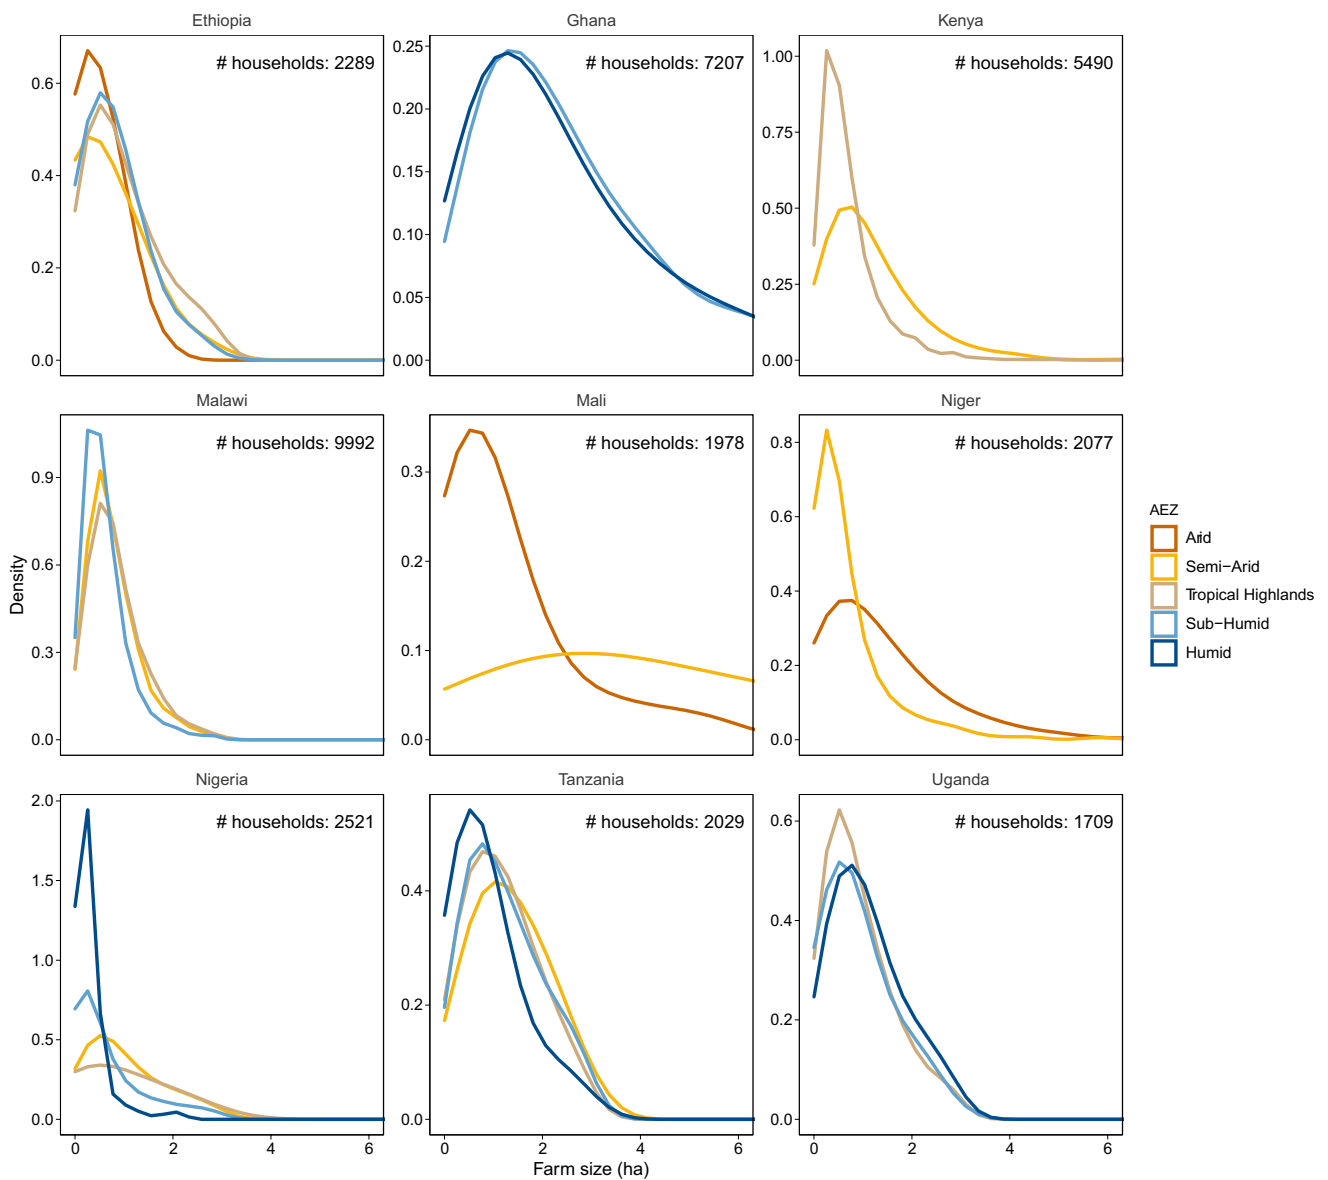 Ethiopia
Ghana
Kenya
# households: 2289
# households: 7207
# households: 5490
0.6
0.4
0.2
0.0
0.25
0.20
0.15
0.10
0.05
0.00
1.00
0.75
0.50
0.25
0.00
Malawi
Mali
Niger
# households: 9992
# households: 1978
# households: 2077
0.9
0.6
0.3
0.0
0.3
0.2
0.1
0.0
0.8
0.6
0.4
0.2
0.0
Density
Nigeria
Tanzania
Uganda
# households: 2521
# households: 2029
# households: 1709
2.0
1.5
1.0
0.5
0.0
0.4
0.2
0.0
0.6
0.4
0.2
0.0
0 2 4 6
0 2 4 6
0 2 4 6
Farm size (ha)
AEZ
Arid
Semi−Arid
Tropical Highlands
Sub−Humid
Humid